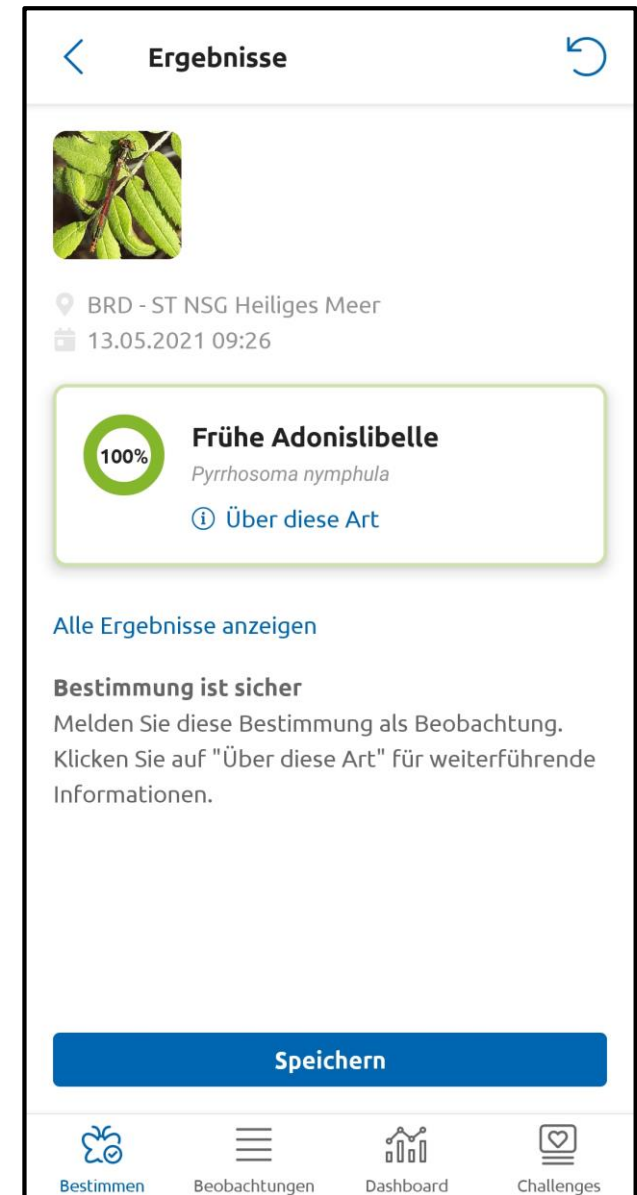 Ergebnisse
BRD - ST NSG Heiliges Meer
13.05.2021 09:26
100%
Frühe Adonislibelle
Pyrrhosoma nymphula
Über diese Art
Alle Ergebnisse anzeigen
Bestimmung ist sicher
Melden Sie diese Bestimmung als Beobachtung.
Klicken Sie auf "Über diese Art" für weiterführende
Informationen.
Speichern
Bestimmen
Beobachtungen
Dashboard
Challenges